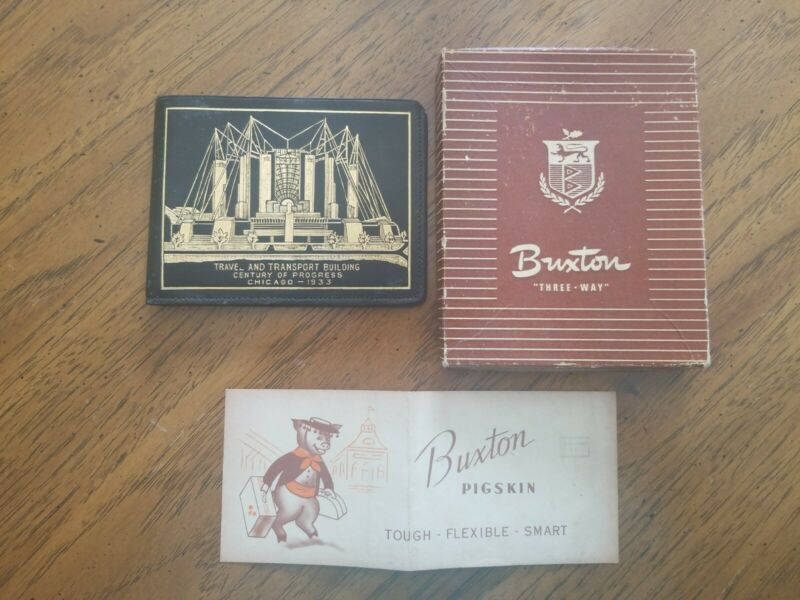 TRAVEL AND TRANSPORT BUILDING
CENTURY OF PROGRESS
CHICAGO - 1933
Buxton
"THREE-WAY"
Buxton
PIGSKIN
TOUGH - FLEXIBLE - SMART